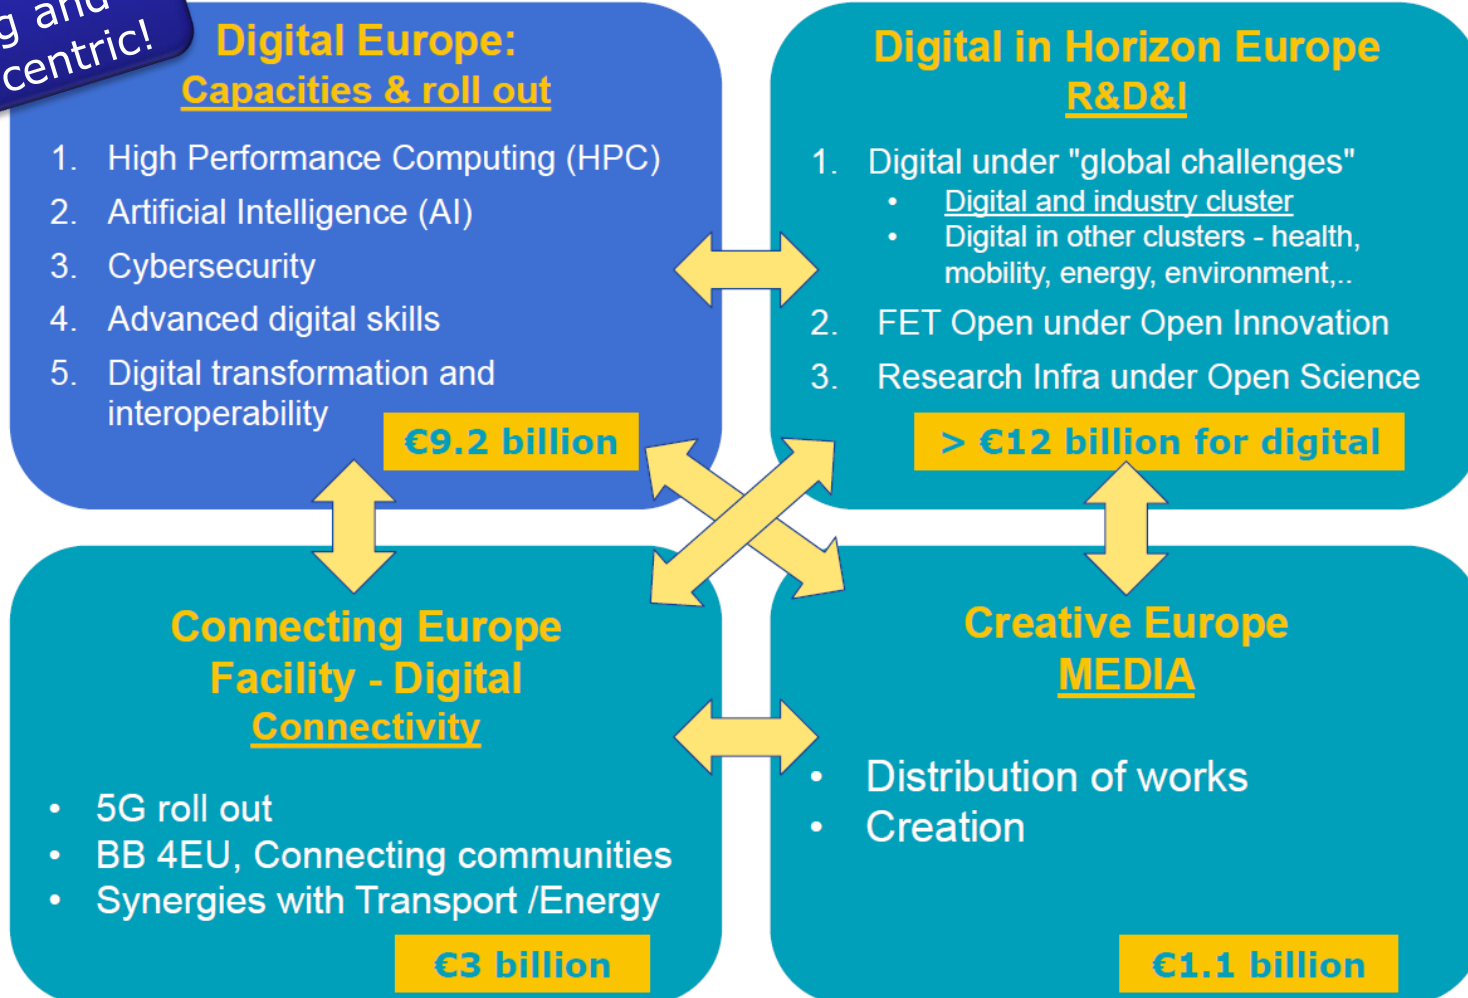 g and
centric!
Digital Europe:
Capacities & roll out
1. High Performance Computing (HPC)
2. Artificial Intelligence (AI)
3. Cybersecurity
4. Advanced digital skills
5. Digital transformation and
interoperability
€9.2 billion
Digital in Horizon Europe
R&D&I
1. Digital under "global challenges"
• Digital and industry cluster
• Digital in other clusters - health,
mobility, energy, environment,..
2. FET Open under Open Innovation
3. Research Infra under Open Science
> €12 billion for digital
Connecting Europe
Facility - Digital
Connectivity
• 5G roll out
• BB 4EU, Connecting communities
• Synergies with Transport /Energy
€3 billion
Creative Europe
MEDIA
• Distribution of works
• Creation
€1.1 billion